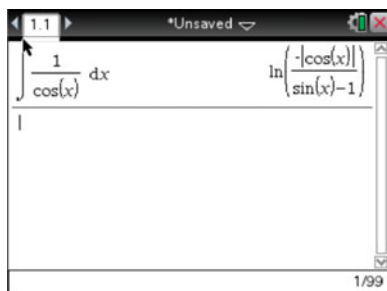 1.1 *Unsaved
∫ 1/cos(x) dx ln(-|cos(x)|/(sin(x)-1))
1/99